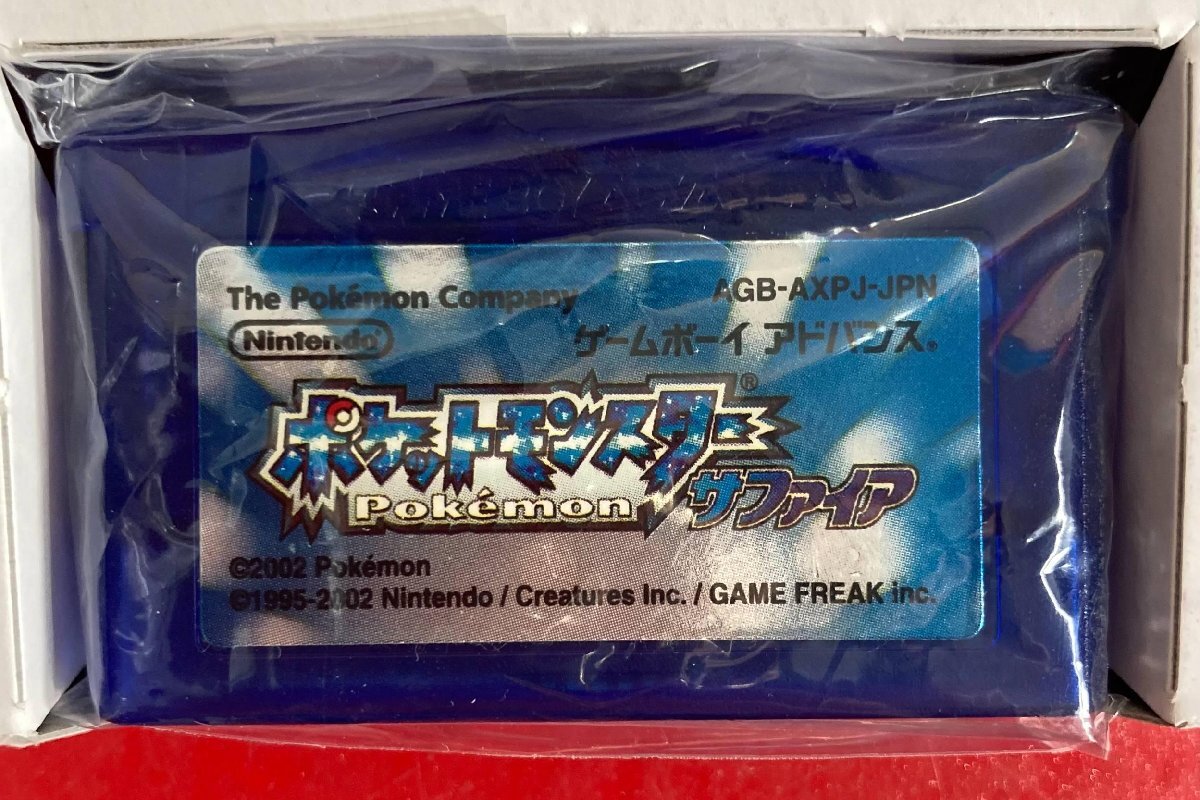 The Pokémon Company
AGB-AXPJ-JPN
Nintendo
ゲームボーイ アドバンス®
ポケットモンスター®
Pokémon
サファイア
©2002 Pokémon
©1995-2002 Nintendo / Creatures Inc. / GAME FREAK inc.